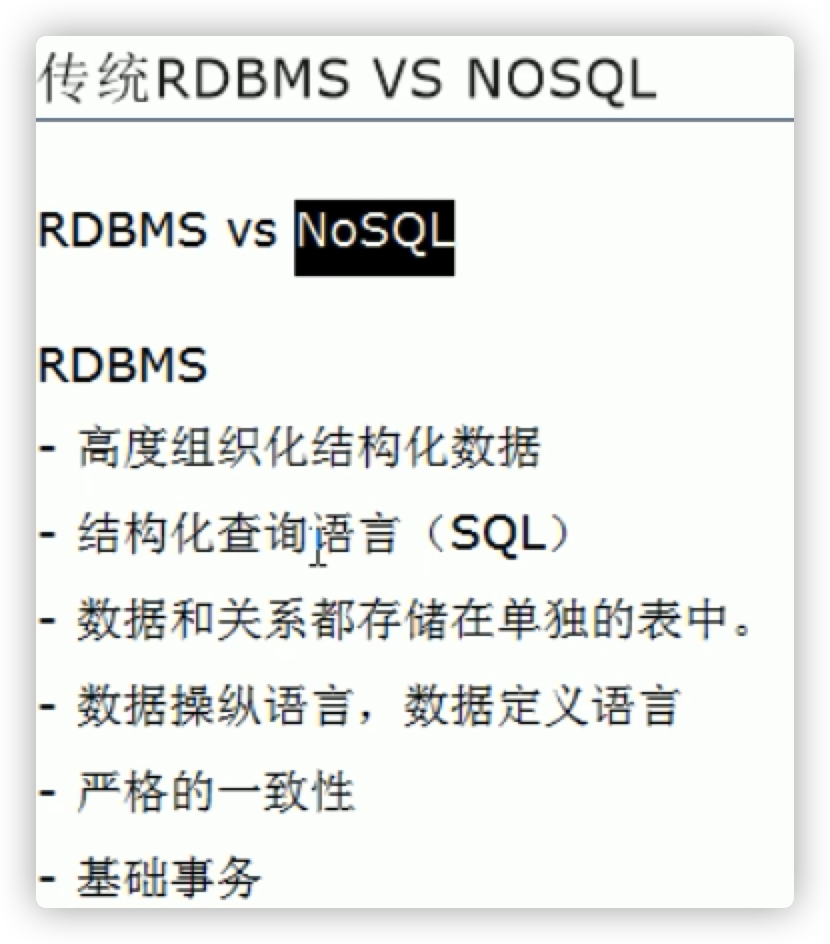 传统RDBMS VS NOSQL
RDBMS vs NoSQL
RDBMS
- 高度组织化结构化数据
- 结构化查询语言（SQL）
- 数据和关系都存储在单独的表中。
- 数据操纵语言，数据定义语言
- 严格的一致性
- 基础事务